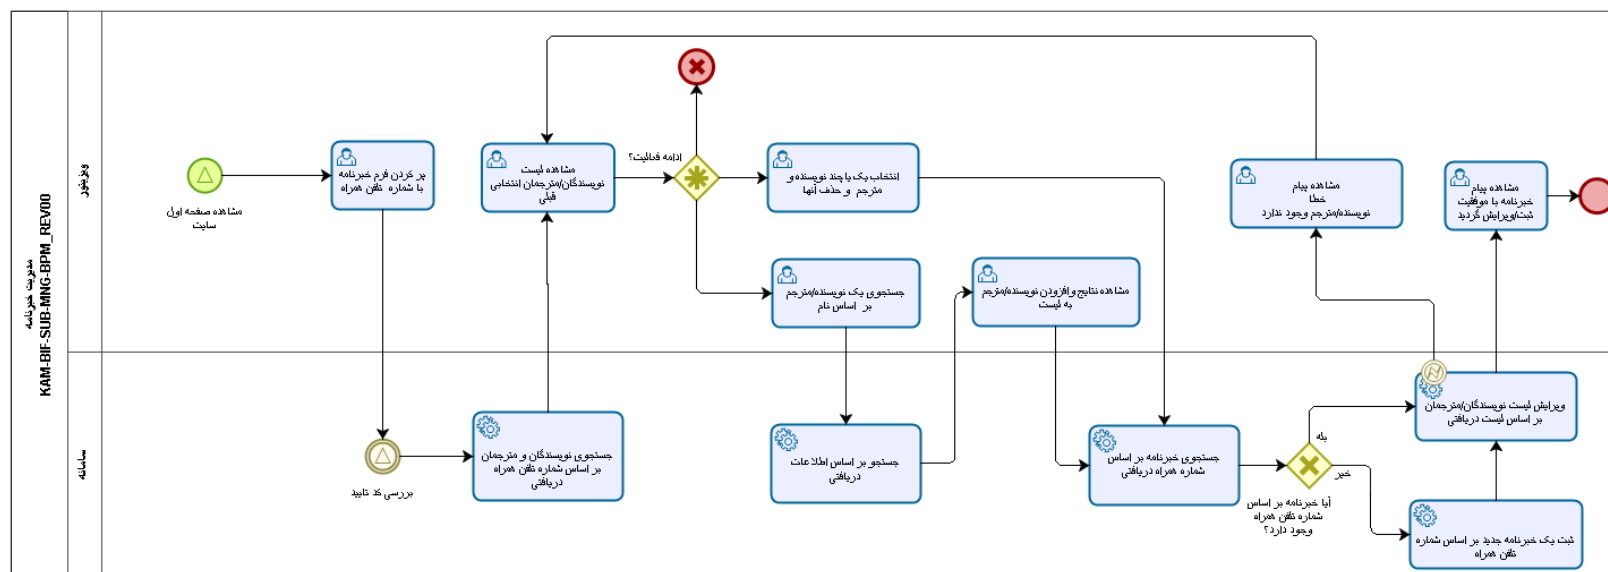 مدیریت خبرنامه
KAM-BIF-SUB-MNG-BPM_REV00
ویزیتور
سامانه
مشاهده صفحه اول
سایت
پر کردن فرم خبرنامه
با شماره تلفن همراه
بررسی کد تایید
جستجوی نویسندگان و مترجمان
بر اساس شماره تلفن همراه
دریافتی
مشاهده لیست
نویسندگان/مترجمان انتخابی
قبلی
ادامه فعالیت؟
انتخاب یک یا چند نویسنده و
مترجم و حذف آنها
جستجوی یک نویسنده/مترجم
بر اساس نام
جستجو بر اساس اطلاعات
دریافتی
مشاهده نتایج و افزودن نویسنده/مترجم
به لیست
جستجوی خبرنامه بر اساس
شماره همراه دریافتی
آیا خبرنامه بر اساس
شماره تلفن همراه
وجود دارد؟
بله
خیر
ویرایش لیست نویسندگان/مترجمان
بر اساس لیست دریافتی
ثبت یک خبرنامه جدید بر اساس شماره
تلفن همراه
مشاهده پیام
خطا
نویسنده/مترجم وجود ندارد
مشاهده پیام
خبرنامه با موفقیت
ثبت/ویرایش گردید